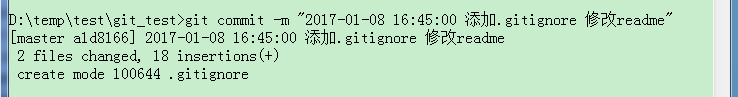 D:\temp\test\git_test>git commit -m "2017-01-08 16:45:00 添加.gitignore 修改readme"
[master a1d8166] 2017-01-08 16:45:00 添加.gitignore 修改readme
 2 files changed, 18 insertions(+)
 create mode 100644 .gitignore